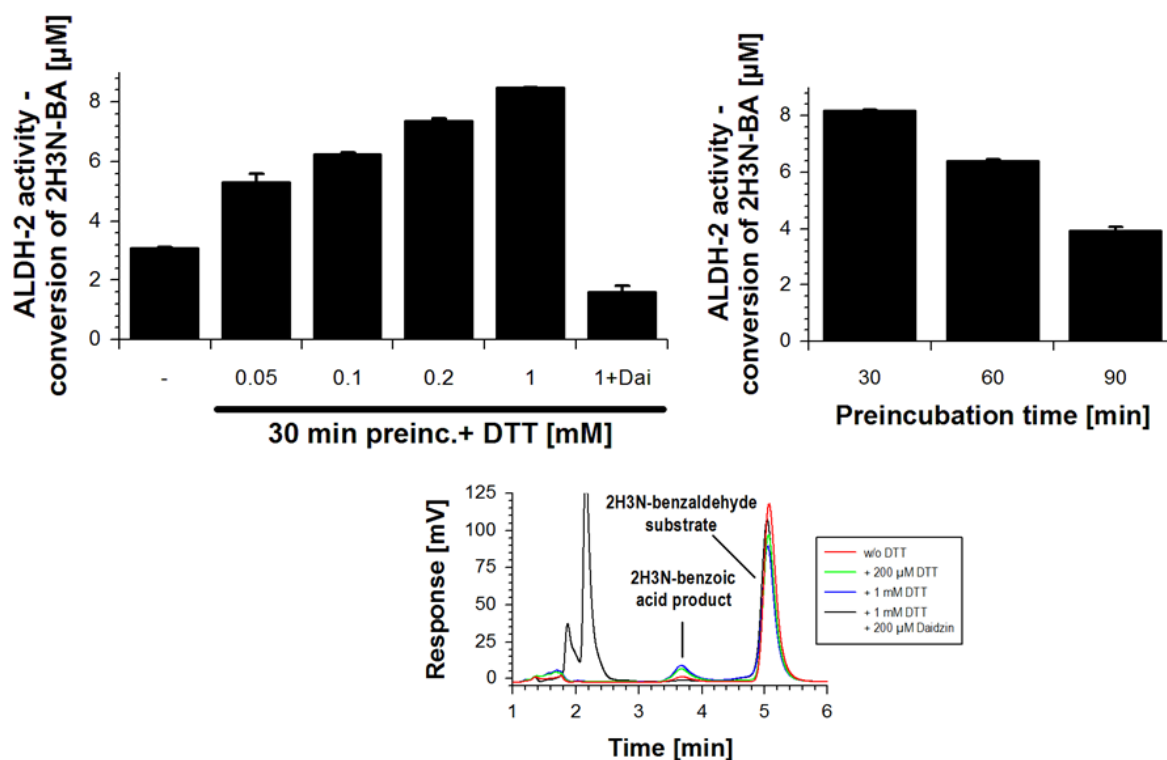 ALDH-2 activity -
conversion of 2H3N-BA [µM]
8
6
4
2
0
- 0.05 0.1 0.2 1 1+Dai
30 min preinc.+ DTT [mM]
ALDH-2 activity -
conversion of 2H3N-BA [µM]
8
6
4
2
0
30 60 90
Preincubation time [min]
Response [mV]
125
100
75
50
25
0
2H3N-benzaldehyde
substrate
2H3N-benzoic
acid product
1 2 3 4 5 6
Time [min]
w/o DTT
+ 200 µM DTT
+ 1 mM DTT
+ 1 mM DTT
+ 200 µM Daidzin